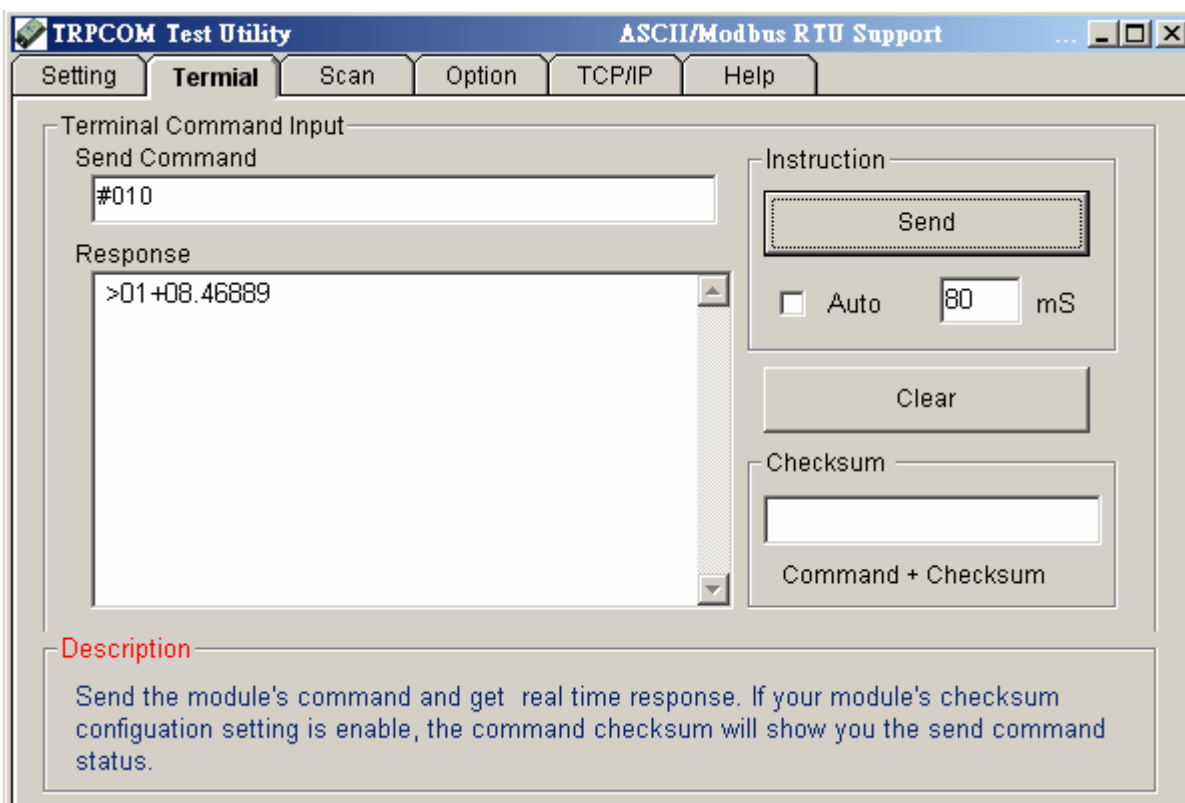 TRPCOM Test Utility ASCII/Modbus RTU Support ...
Setting Termial Scan Option TCP/IP Help
Terminal Command Input
Send Command
#010
Response
>01+08.46889
Instruction
Send
Auto 80 mS
Clear
Checksum
Command + Checksum
Description
Send the module's command and get real time response. If your module's checksum
configuation setting is enable, the command checksum will show you the send command
status.